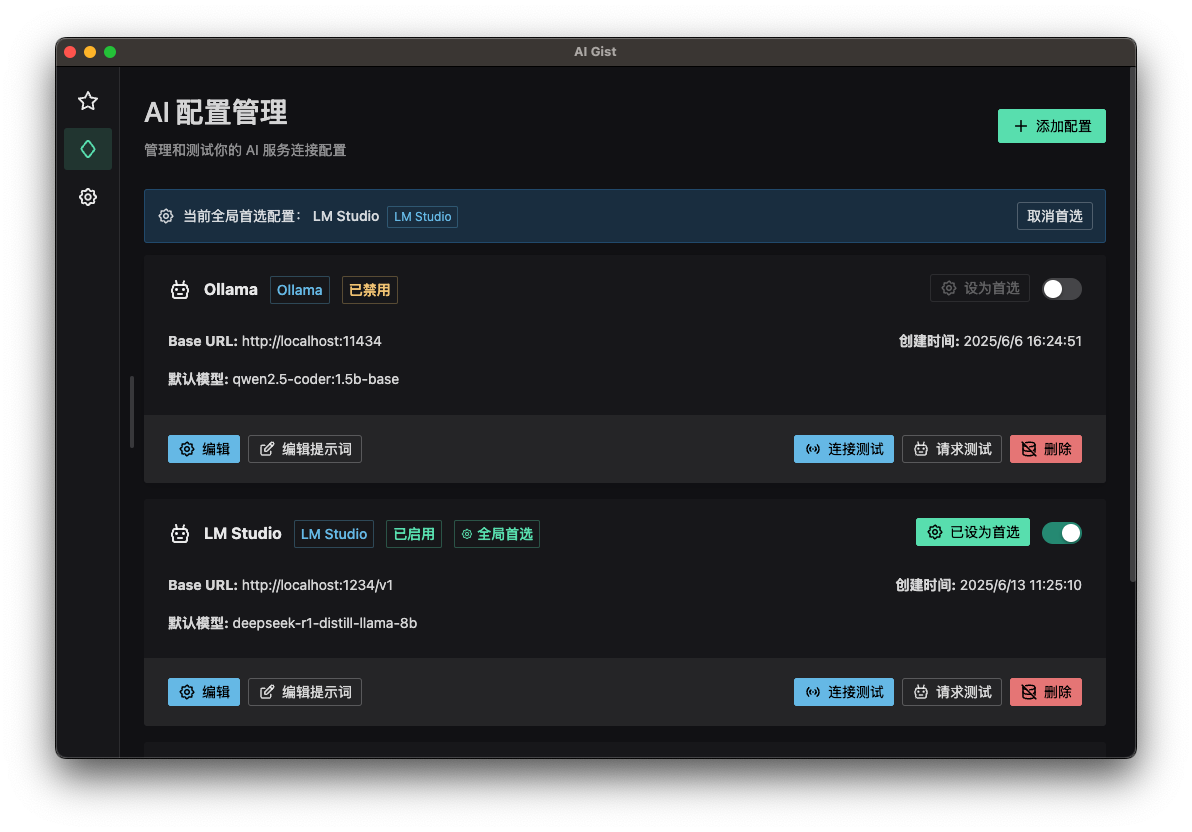 AI Gist
AI 配置管理
添加配置
管理和测试你的 AI 服务连接配置
当前全局首选配置： LM Studio LM Studio 取消首选
Ollama Ollama 已禁用 设为首选
Base URL: http://localhost:11434 创建时间: 2025/6/6 16:24:51
默认模型: qwen2.5-coder:1.5b-base
编辑 编辑提示词 连接测试 请求测试 删除
LM Studio LM Studio 已启用 全局首选 已设为首选
Base URL: http://localhost:1234/v1 创建时间: 2025/6/13 11:25:10
默认模型: deepseek-r1-distill-llama-8b
编辑 编辑提示词 连接测试 请求测试 删除